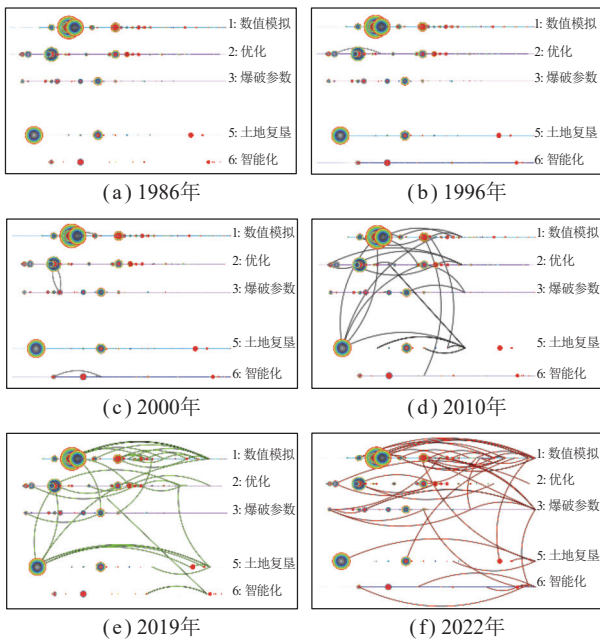 1: 数值模拟
2: 优化
3: 爆破参数
5: 土地复垦
6: 智能化
(a) 1986年
1: 数值模拟
2: 优化
3: 爆破参数
5: 土地复垦
6: 智能化
(b) 1996年
1: 数值模拟
2: 优化
3: 爆破参数
5: 土地复垦
6: 智能化
(c) 2000年
1: 数值模拟
2: 优化
3: 爆破参数
5: 土地复垦
6: 智能化
(d) 2010年
1: 数值模拟
2: 优化
3: 爆破参数
5: 土地复垦
6: 智能化
(e) 2019年
1: 数值模拟
2: 优化
3: 爆破参数
5: 土地复垦
6: 智能化
(f) 2022年